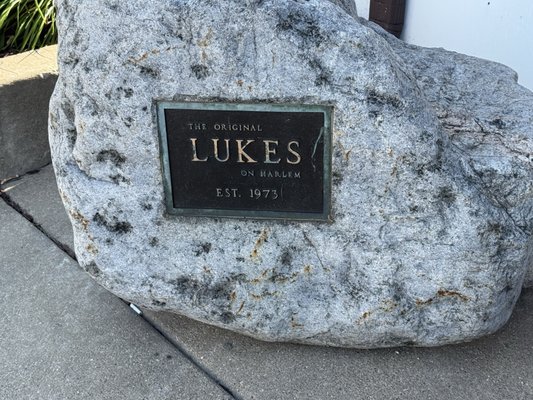 THE ORIGINAL
LUKES
ON HARLEM
EST. 1973